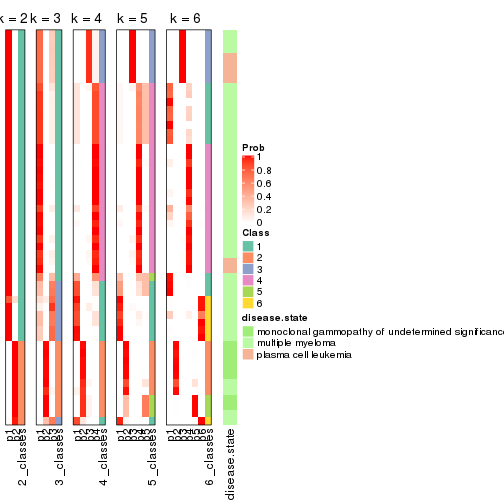 k = 2
k = 3
k = 4
k = 5
k = 6
Prob
1
0.8
0.6
0.4
0.2
0
Class
1
2
3
4
5
6
disease.state
monoclonal gammopathy of undetermined significance
multiple myeloma
plasma cell leukemia
p1
p2
2_classes
p1
p2
p3
3_classes
p1
p2
p3
p4
4_classes
p1
p2
p3
p4
p5
5_classes
p1
p2
p3
p4
p5
p6
6_classes
disease.state